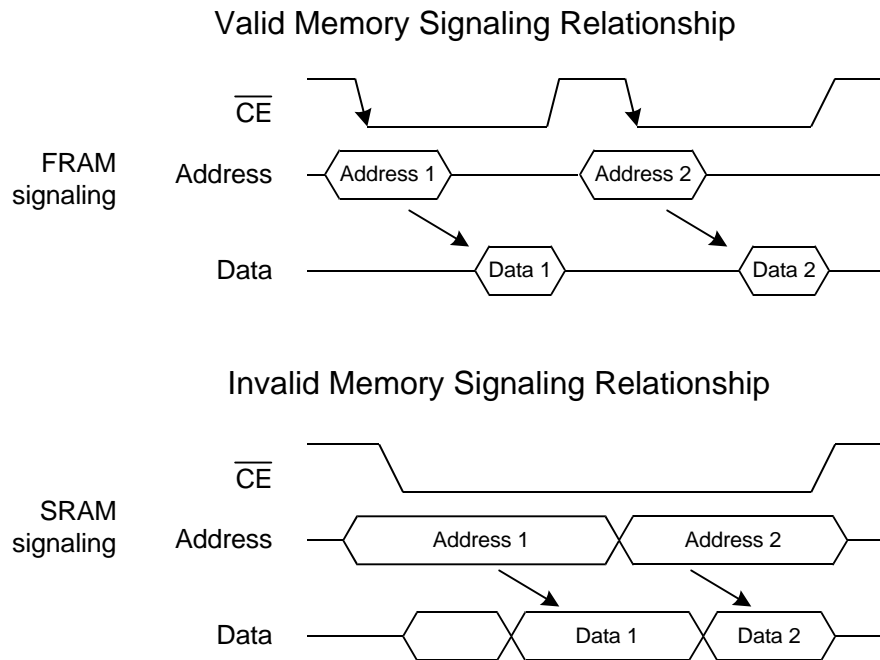 Valid Memory Signaling Relationship
CE
FRAM
signaling
Address
Address 1
Address 2
Data
Data 1
Data 2
Invalid Memory Signaling Relationship
CE
SRAM
signaling
Address
Address 1
Address 2
Data
Data 1
Data 2